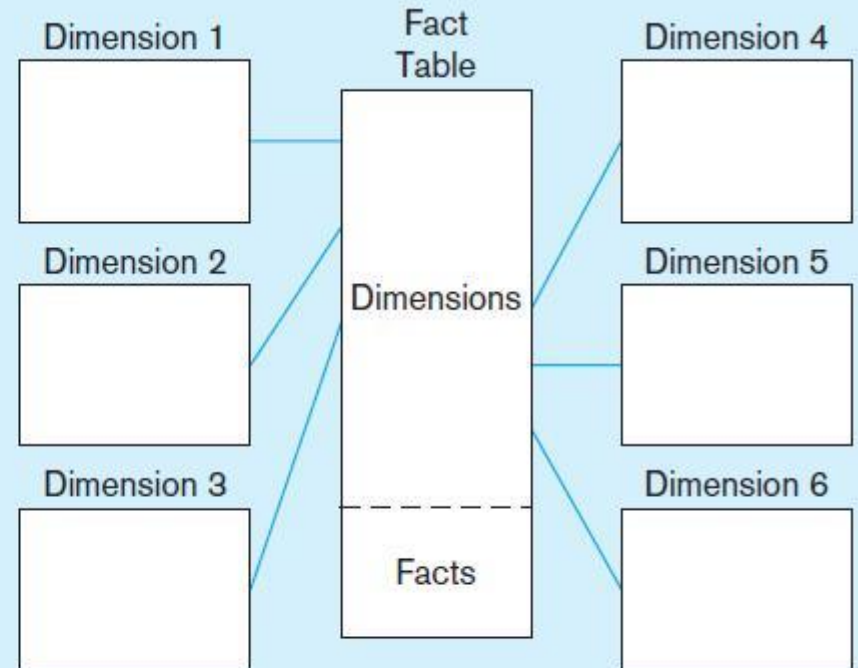 Dimension 1
Fact
Table
Dimension 4
Dimension 2
Dimensions
Dimension 5
Dimension 3
Facts
Dimension 6